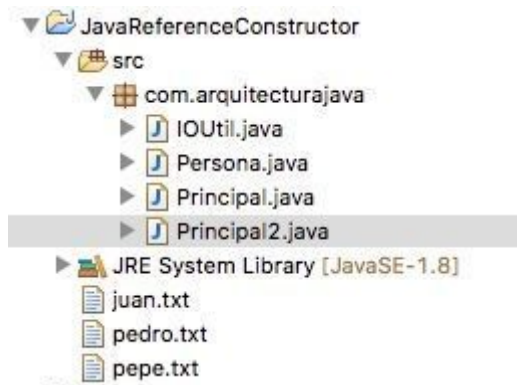 JavaReferenceConstructor
src
com.arquitecturajava
IOUtil.java
Persona.java
Principal.java
Principal2.java
JRE System Library [JavaSE-1.8]
juan.txt
pedro.txt
pepe.txt